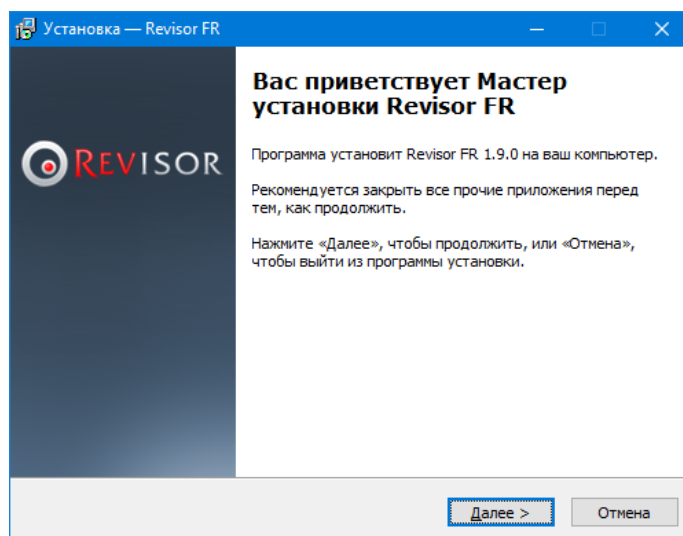 Установка — Revisor FR
Вас приветствует Мастер
установки Revisor FR
REVISOR
Программа установит Revisor FR 1.9.0 на ваш компьютер.
Рекомендуется закрыть все прочие приложения перед
тем, как продолжить.
Нажмите «Далее», чтобы продолжить, или «Отмена»,
чтобы выйти из программы установки.
Далее >
Отмена